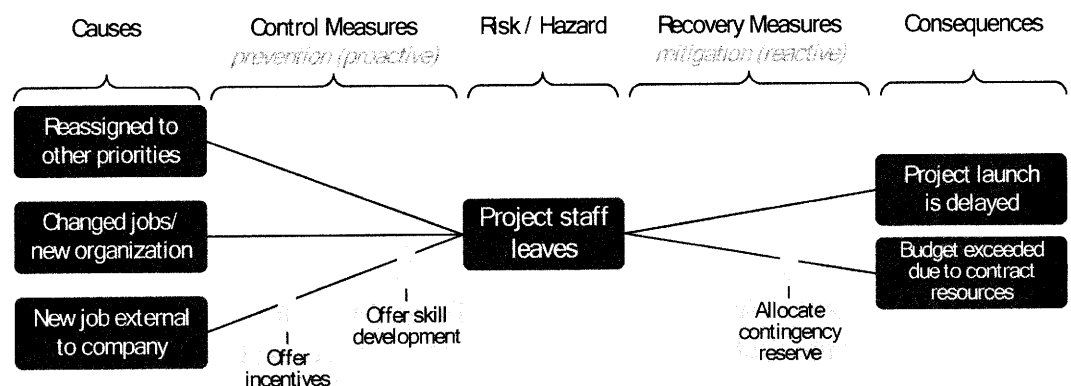 Causes
Control Measures
prevention (proactive)
Risk / Hazard
Recovery Measures
mitigation (reactive)
Consequences
Reassigned to
other priorities
Changed jobs/
new organization
New job external
to company
Offer
incentives
Offer skill
development
Project staff
leaves
Allocate
contingency
reserve
Project launch
is delayed
Budget exceeded
due to contract
resources